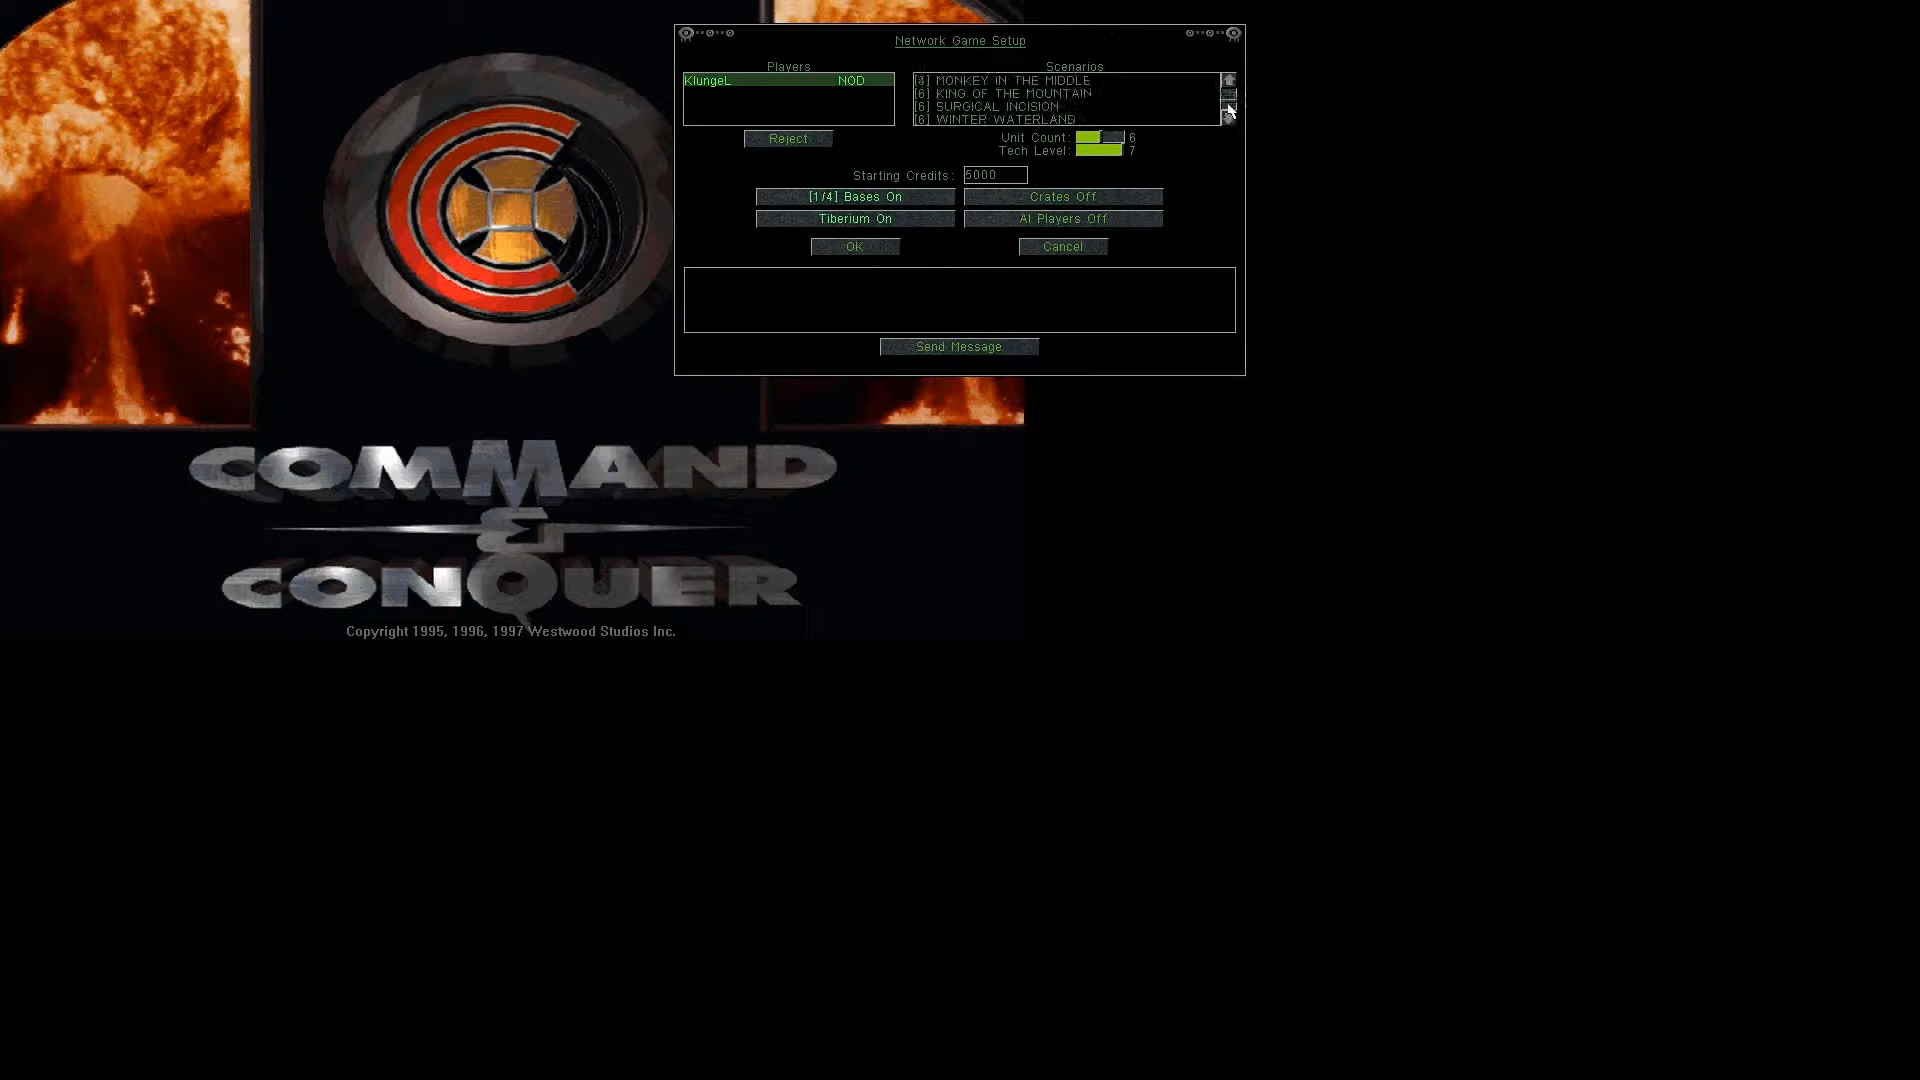 Network Game Setup
Players
Scenarios
KlungeL NOD
[4] MONKEY IN THE MIDDLE
[6] KING OF THE MOUNTAIN
[6] SURGICAL INCISION
[6] WINTER WATERLAND
Reject
Unit Count: 6
Tech Level: 7
Starting Credits: 5000
[1/4] Bases On
Crates Off
Tiberium On
AI Players Off
OK
Cancel
Send Message
COMMAND
&
CONQUER
Copyright 1995, 1996, 1997 Westwood Studios Inc.